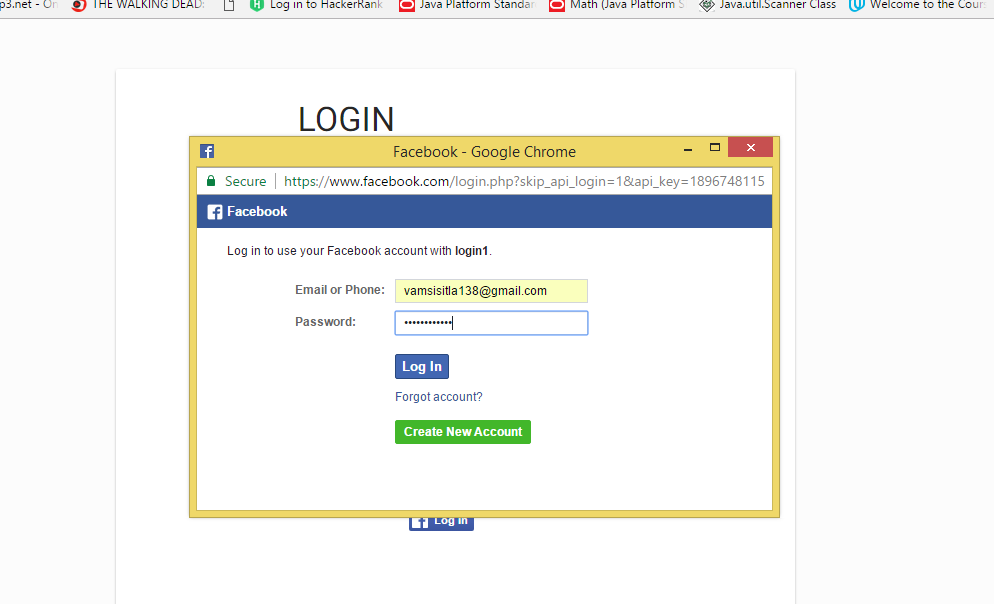 p3.net - On THE WALKING DEAD: Log in to HackerRank Java Platform Standar Math (Java Platform S Java.util.Scanner Class Welcome to the Cour
LOGIN
Facebook - Google Chrome
Secure https://www.facebook.com/login.php?skip_api_login=1&api_key=1896748115
Facebook
Log in to use your Facebook account with login1.
Email or Phone: vamsisitla138@gmail.com
Password: ••••••••••••
Log In
Forgot account?
Create New Account
Log In